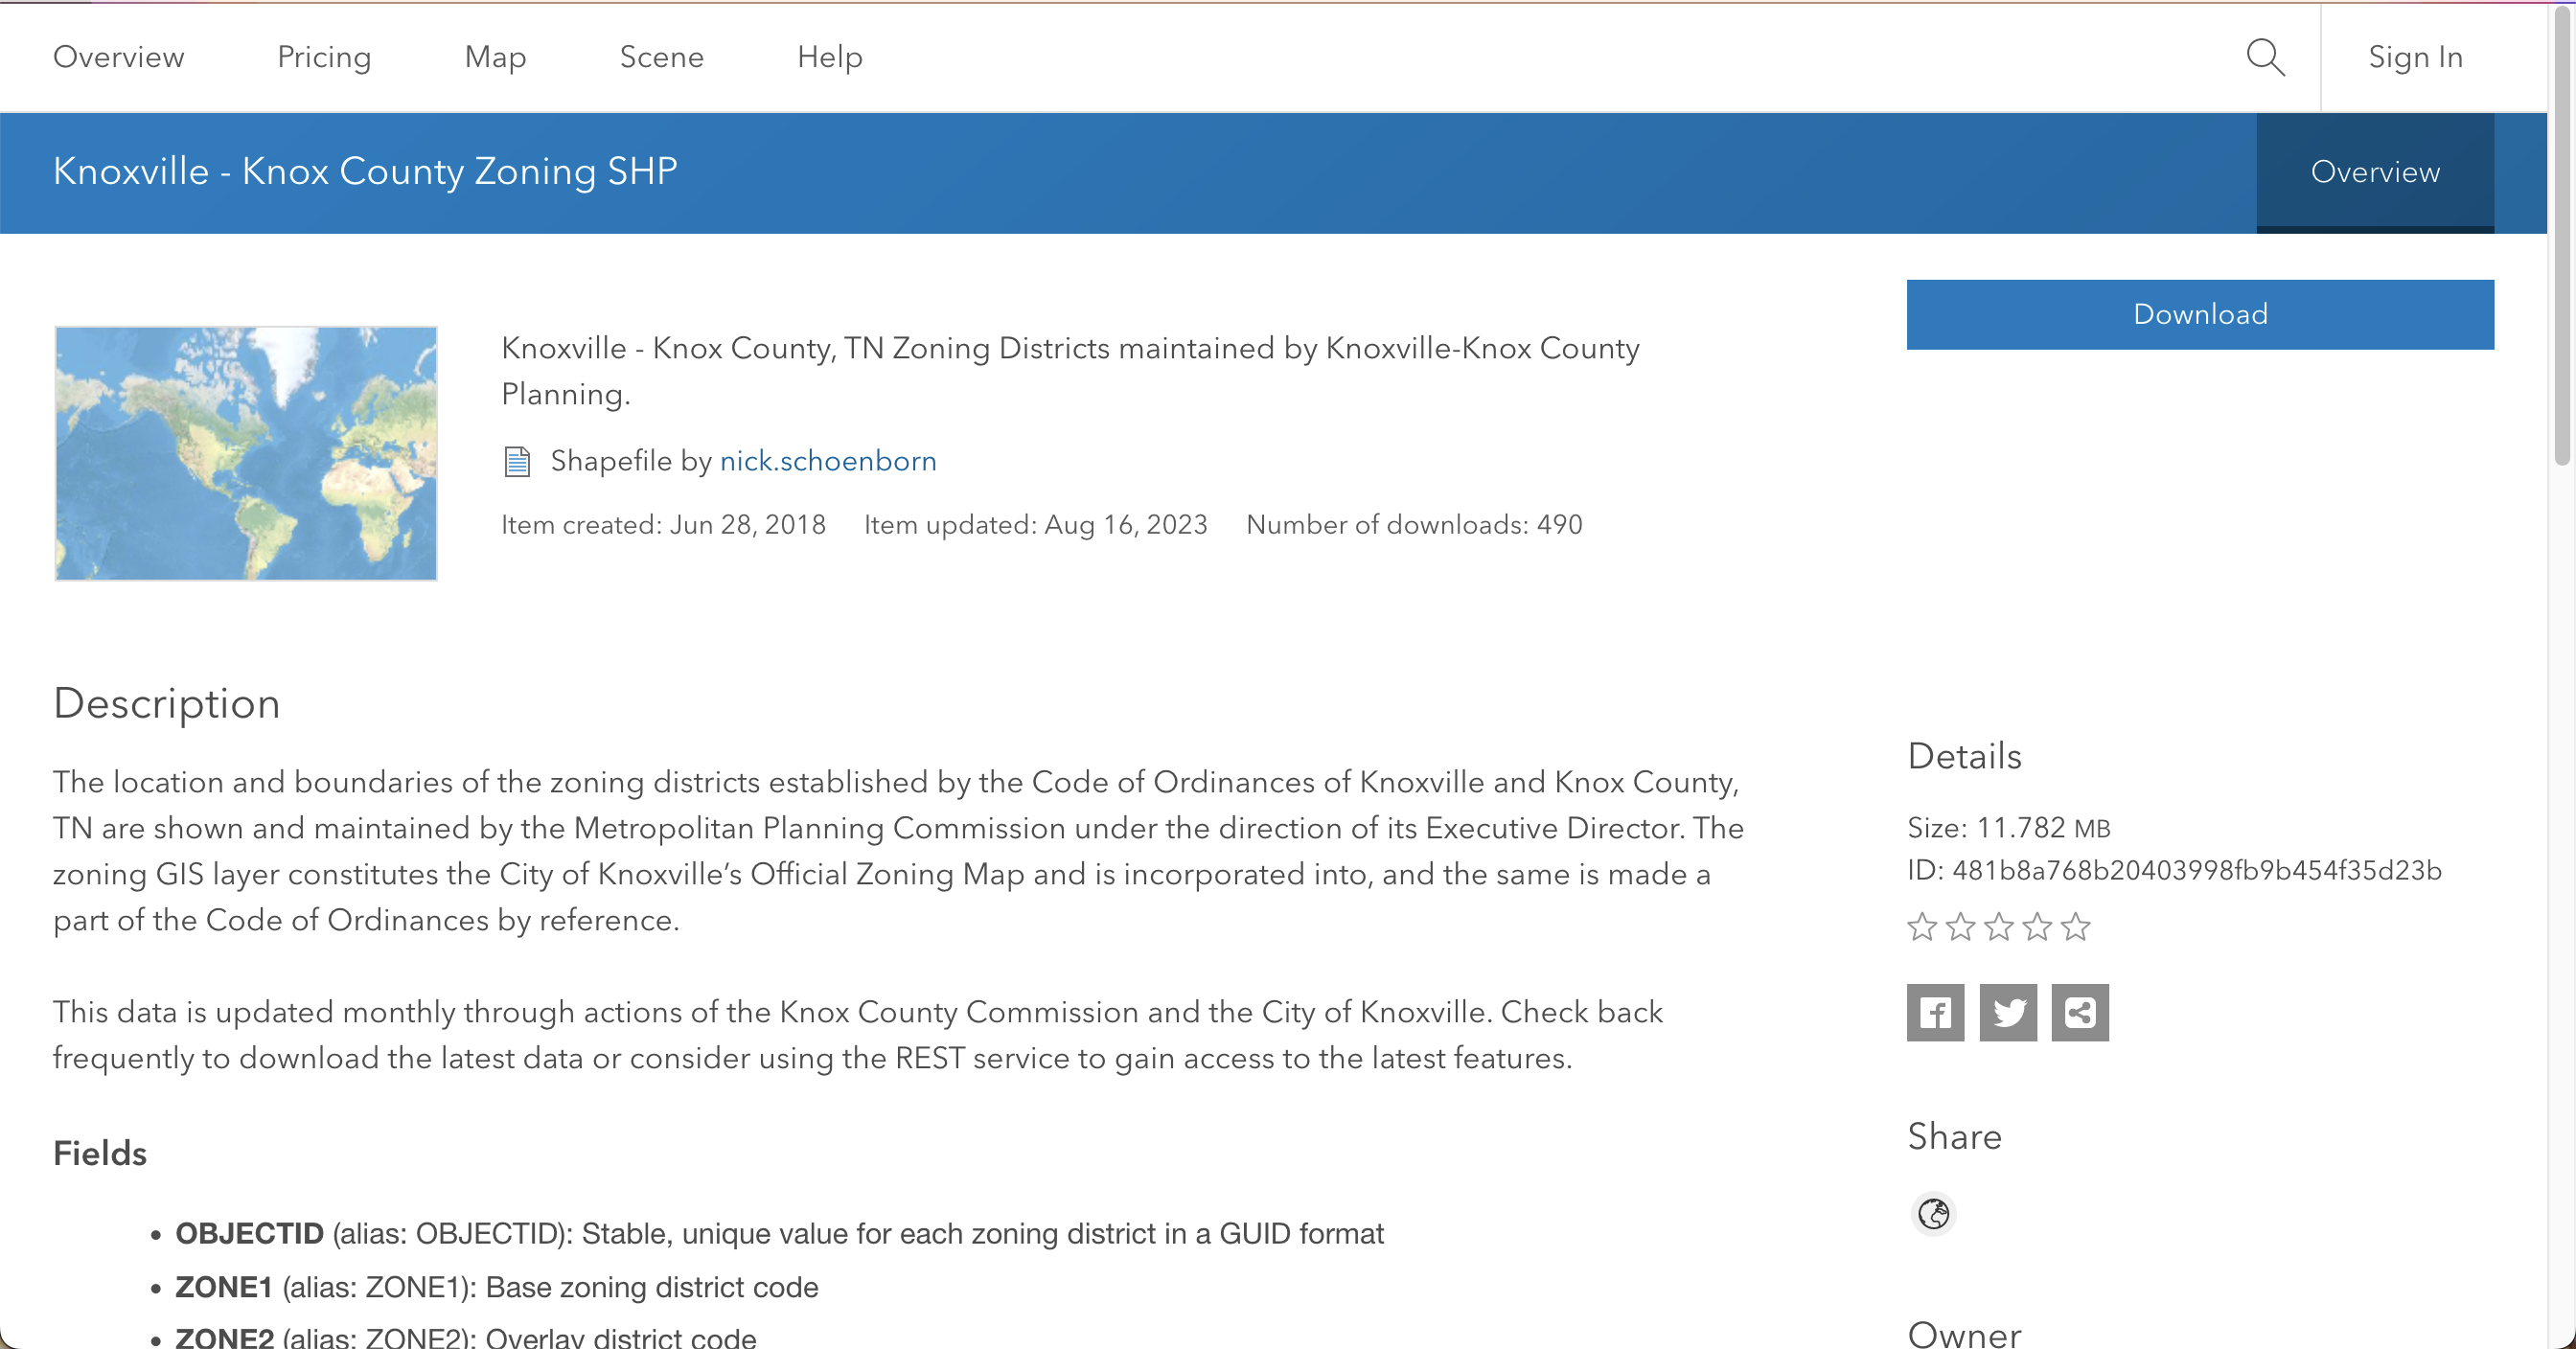 Overview Pricing Map Scene Help Sign In
Knoxville - Knox County Zoning SHP Overview
Download
Knoxville - Knox County, TN Zoning Districts maintained by Knoxville-Knox County
Planning.
Shapefile by nick.schoenborn
Item created: Jun 28, 2018 Item updated: Aug 16, 2023 Number of downloads: 490
Description
The location and boundaries of the zoning districts established by the Code of Ordinances of Knoxville and Knox County,
TN are shown and maintained by the Metropolitan Planning Commission under the direction of its Executive Director. The
zoning GIS layer constitutes the City of Knoxville’s Official Zoning Map and is incorporated into, and the same is made a
part of the Code of Ordinances by reference.
This data is updated monthly through actions of the Knox County Commission and the City of Knoxville. Check back
frequently to download the latest data or consider using the REST service to gain access to the latest features.
Fields
• OBJECTID (alias: OBJECTID): Stable, unique value for each zoning district in a GUID format
• ZONE1 (alias: ZONE1): Base zoning district code
• ZONE2 (alias: ZONE2): Overlay district code
Details
Size: 11.782 MB
ID: 481b8a768b20403998fb9b454f35d23b
Share
Owner